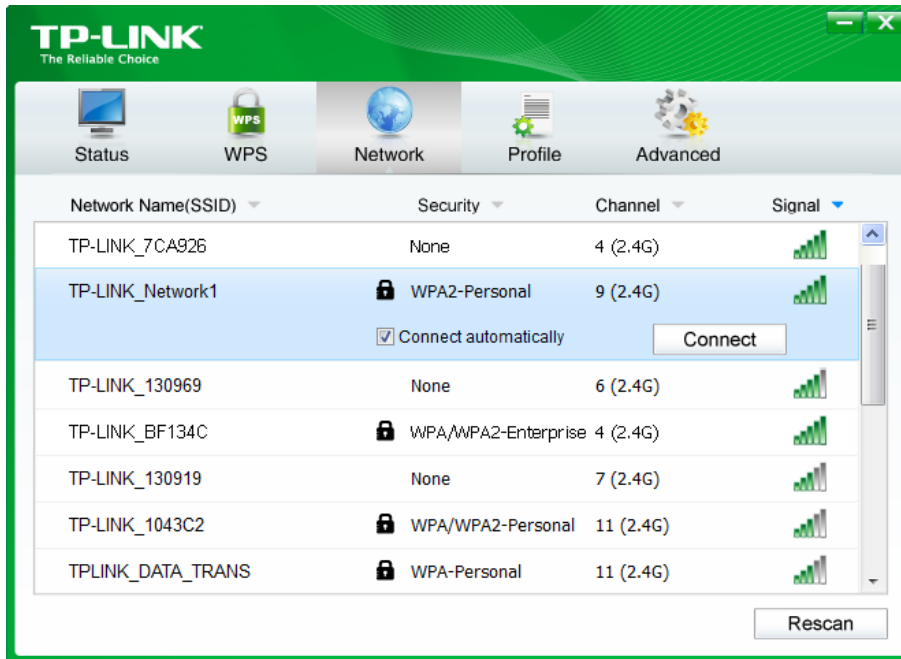 TP-LINK
The Reliable Choice
WPS
Status WPS Network Profile Advanced
Network Name(SSID) Security Channel Signal
TP-LINK_7CA926 None 4 (2.4G)
TP-LINK_Network1 WPA2-Personal 9 (2.4G)
Connect automatically Connect
TP-LINK_130969 None 6 (2.4G)
TP-LINK_BF134C WPA/WPA2-Enterprise 4 (2.4G)
TP-LINK_130919 None 7 (2.4G)
TP-LINK_1043C2 WPA/WPA2-Personal 11 (2.4G)
TPLINK_DATA_TRANS WPA-Personal 11 (2.4G)
Rescan